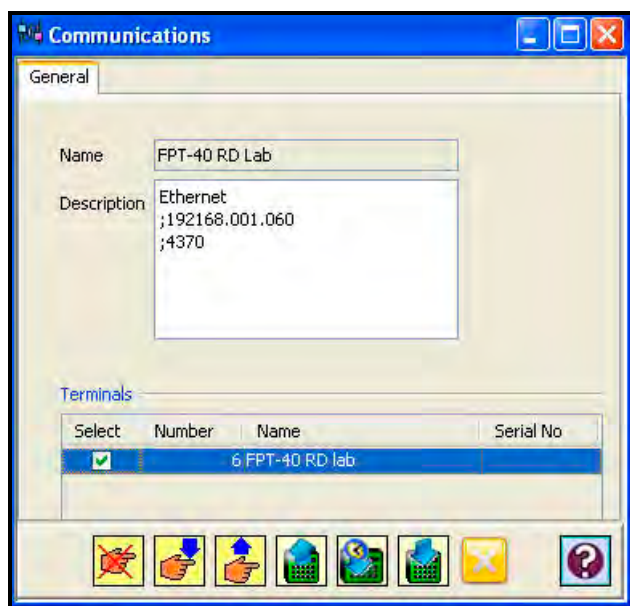 Communications
General
Name FPT-40 RD Lab
Description Ethernet
;192168.001.060
;4370
Terminals
Select Number Name Serial No
6 FPT-40 RD lab
?